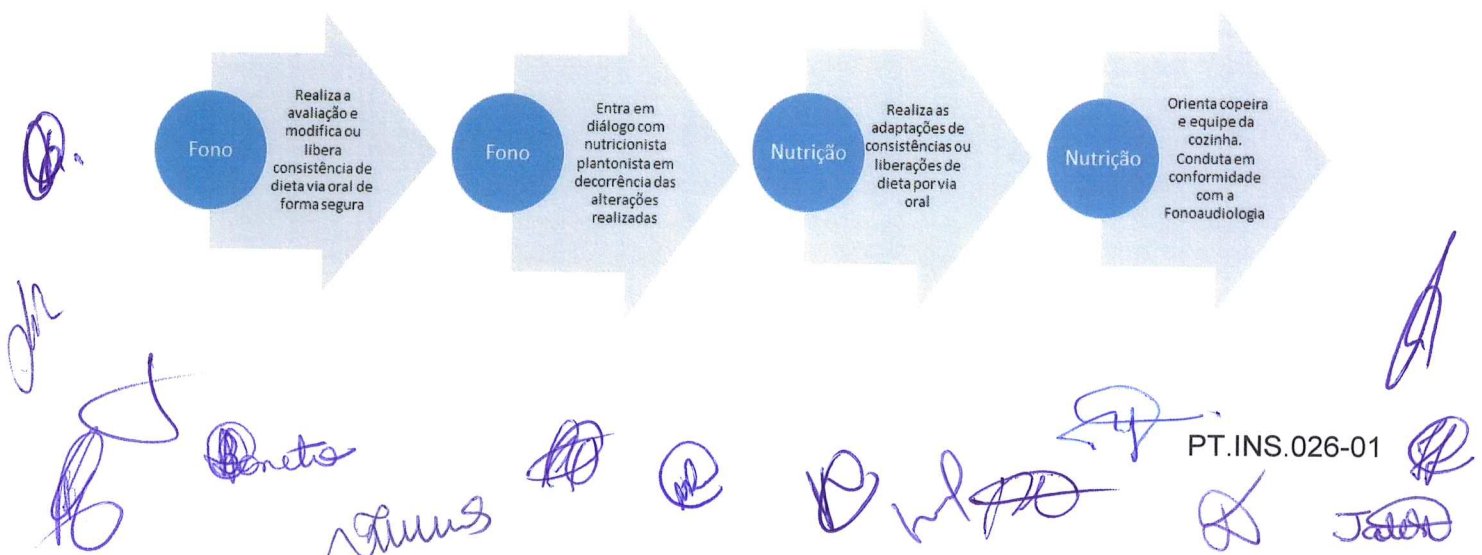 Fono
Realiza a
avaliação e
modifica ou
libera
consistência de
dieta via oral de
forma segura
Fono
Entra em
diálogo com
nutricionista
plantonista em
decorrência das
alterações
realizadas
Nutrição
Realiza as
adaptações de
consistências ou
liberações de
dieta por via
oral
Nutrição
Orienta copeira
e equipe da
cozinha.
Conduta em
conformidade
com a
Fonoaudiologia
PT.INS.026-01